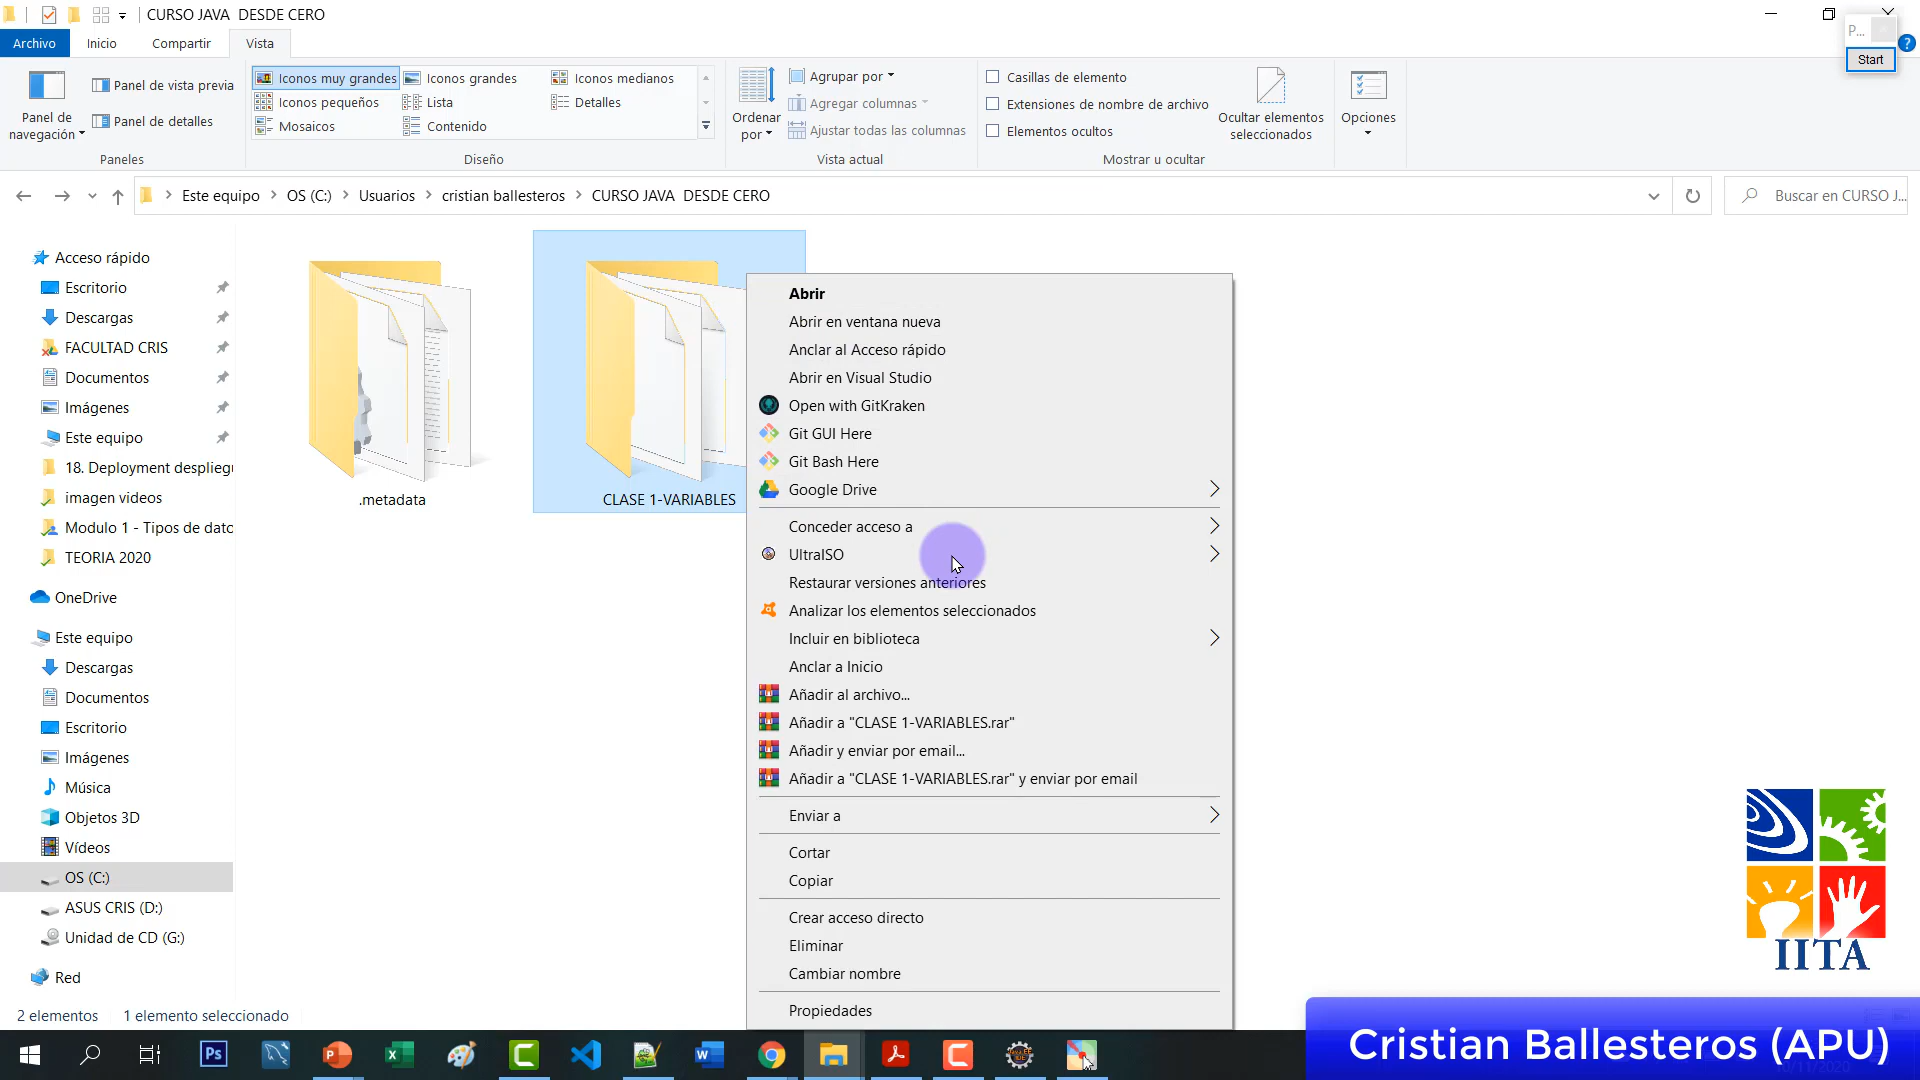 CURSO JAVA  DESDE CERO
P...
Start
Archivo
Inicio
Compartir
Vista
Panel de navegación
Panel de vista previa
Panel de detalles
Paneles
Iconos muy grandes
Iconos grandes
Iconos medianos
Iconos pequeños
Lista
Detalles
Mosaicos
Contenido
Diseño
Ordenar por
Agrupar por
Agregar columnas
Ajustar todas las columnas
Vista actual
Casillas de elemento
Extensiones de nombre de archivo
Elementos ocultos
Ocultar elementos seleccionados
Mostrar u ocultar
Opciones
Este equipo
OS (C:)
Usuarios
cristian ballesteros
CURSO JAVA  DESDE CERO
Buscar en CURSO J...
Acceso rápido
Escritorio
Descargas
FACULTAD CRIS
Documentos
Imágenes
Este equipo
18. Deployment desplieg
imagen videos
Modulo 1 - Tipos de dato
TEORIA 2020
OneDrive
Este equipo
Descargas
Documentos
Escritorio
Imágenes
Música
Objetos 3D
Vídeos
OS (C:)
ASUS CRIS (D:)
Unidad de CD (G:)
Red
.metadata
CLASE 1-VARIABLES
Abrir
Abrir en ventana nueva
Anclar al Acceso rápido
Abrir en Visual Studio
Open with GitKraken
Git GUI Here
Git Bash Here
Google Drive
Conceder acceso a
UltraISO
Restaurar versiones anteriores
Analizar los elementos seleccionados
Incluir en biblioteca
Anclar a Inicio
Añadir al archivo...
Añadir a "CLASE 1-VARIABLES.rar"
Añadir y enviar por email...
Añadir a "CLASE 1-VARIABLES.rar" y enviar por email
Enviar a
Cortar
Copiar
Crear acceso directo
Eliminar
Cambiar nombre
Propiedades
2 elementos
1 elemento seleccionado
IITA
Cristian Ballesteros (APU)
Ps